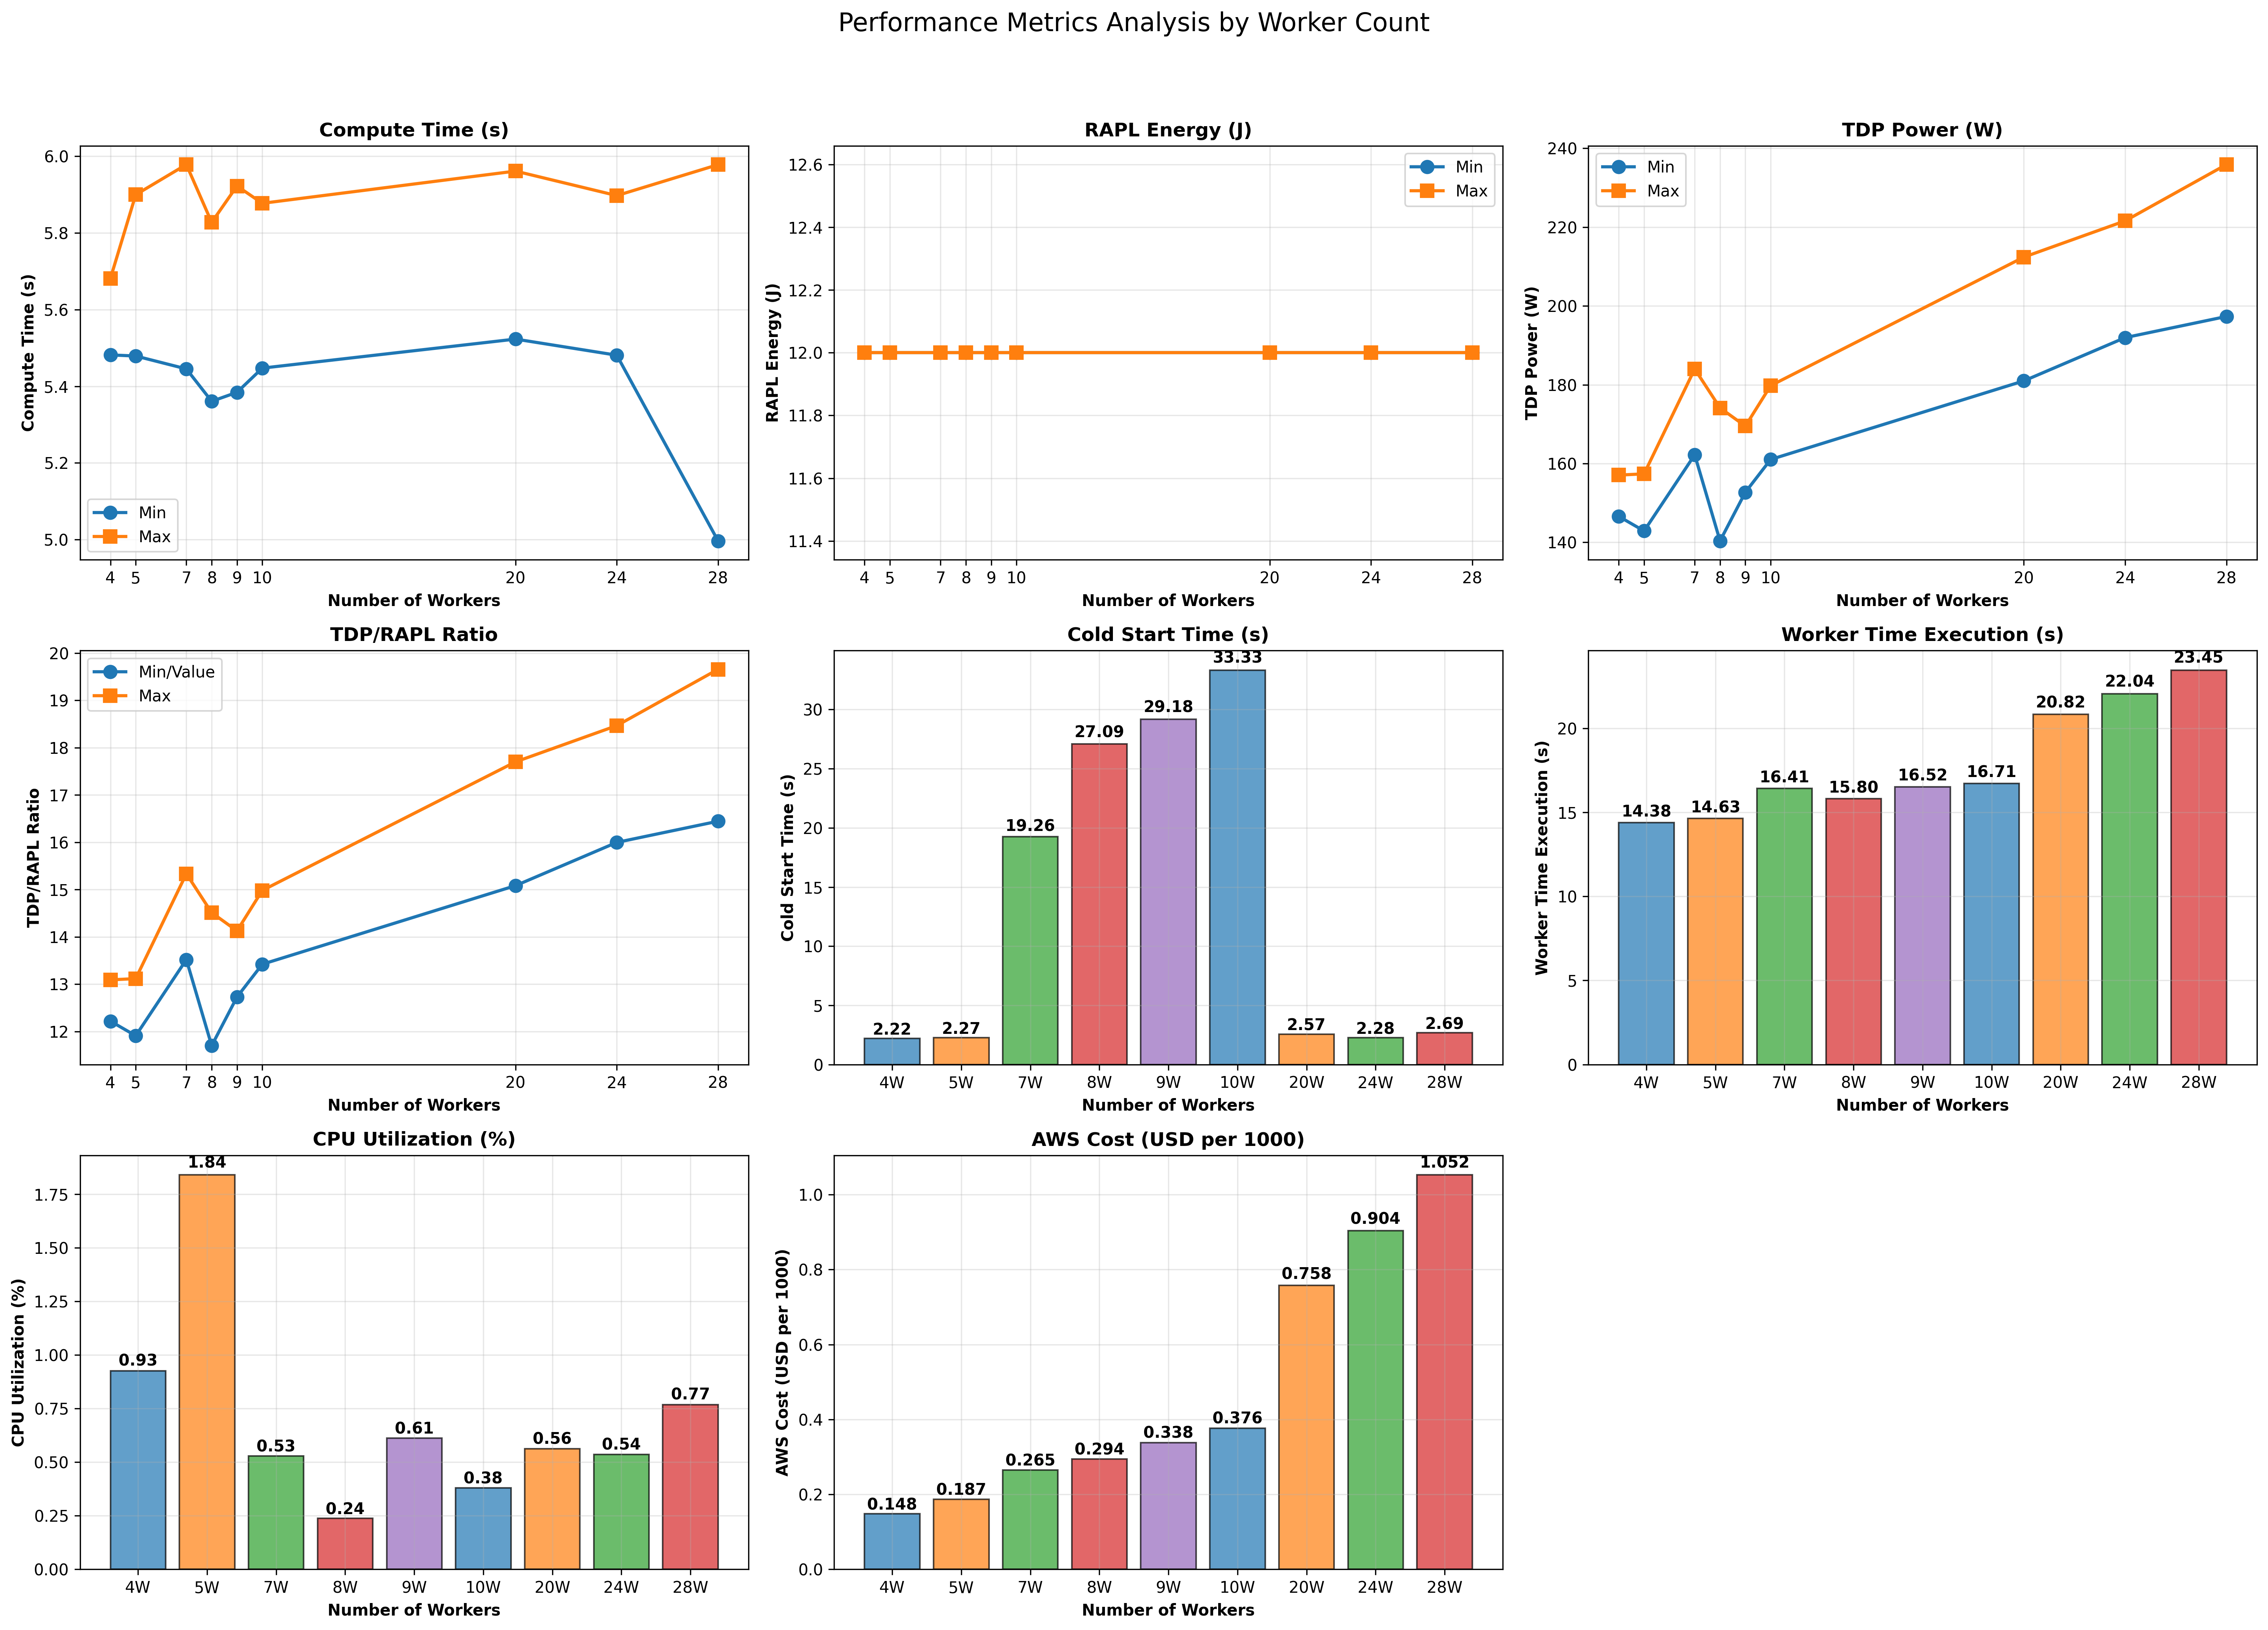 Performance Metrics Analysis by Worker Count
Compute Time (s)
Compute Time (s)
6.0
5.8
5.6
5.4
5.2
5.0
Min
Max
4 5 7 8 9 10 20 24 28
Number of Workers
RAPL Energy (J)
RAPL Energy (J)
12.6
12.4
12.2
12.0
11.8
11.6
11.4
Min
Max
4 5 7 8 9 10 20 24 28
Number of Workers
TDP Power (W)
TDP Power (W)
240
220
200
180
160
140
Min
Max
4 5 7 8 9 10 20 24 28
Number of Workers
TDP/RAPL Ratio
TDP/RAPL Ratio
20
19
18
17
16
15
14
13
12
Min/Value
Max
4 5 7 8 9 10 20 24 28
Number of Workers
Cold Start Time (s)
Cold Start Time (s)
30
25
20
15
10
5
0
2.22 2.27 19.26 27.09 29.18 33.33 2.57 2.28 2.69
4W 5W 7W 8W 9W 10W 20W 24W 28W
Number of Workers
Worker Time Execution (s)
Worker Time Execution (s)
20
15
10
5
0
14.38 14.63 16.41 15.80 16.52 16.71 20.82 22.04 23.45
4W 5W 7W 8W 9W 10W 20W 24W 28W
Number of Workers
CPU Utilization (%)
CPU Utilization (%)
1.75
1.50
1.25
1.00
0.75
0.50
0.25
0.00
0.93 1.84 0.53 0.24 0.61 0.38 0.56 0.54 0.77
4W 5W 7W 8W 9W 10W 20W 24W 28W
Number of Workers
AWS Cost (USD per 1000)
AWS Cost (USD per 1000)
1.0
0.8
0.6
0.4
0.2
0.0
0.148 0.187 0.265 0.294 0.338 0.376 0.758 0.904 1.052
4W 5W 7W 8W 9W 10W 20W 24W 28W
Number of Workers